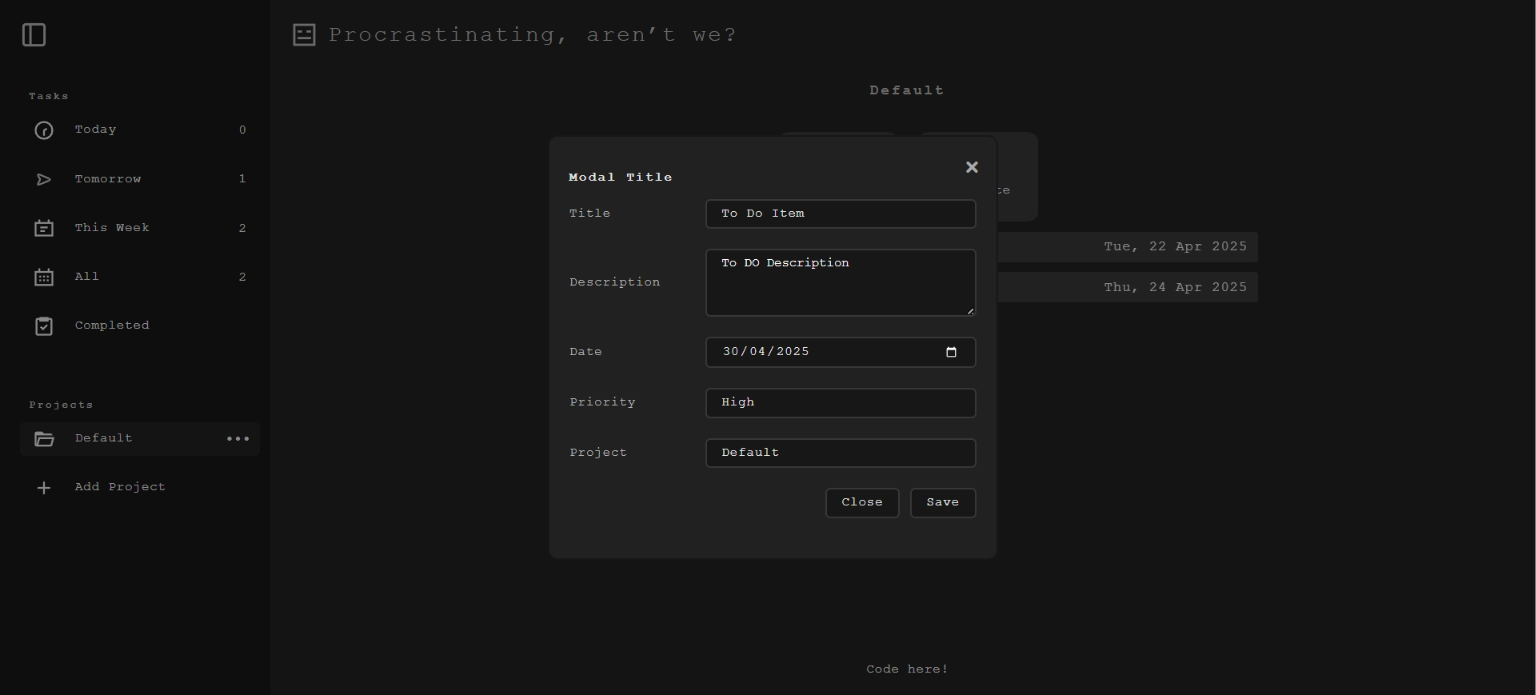 Procrastinating, aren’t we?
Tasks
Today 0
Tomorrow 1
This Week 2
All 2
Completed
Projects
Default
Add Project
Default
Tue, 22 Apr 2025
Thu, 24 Apr 2025
Modal Title
Title To Do Item
Description To DO Description
Date 30/04/2025
Priority High
Project Default
Close Save
Code here!